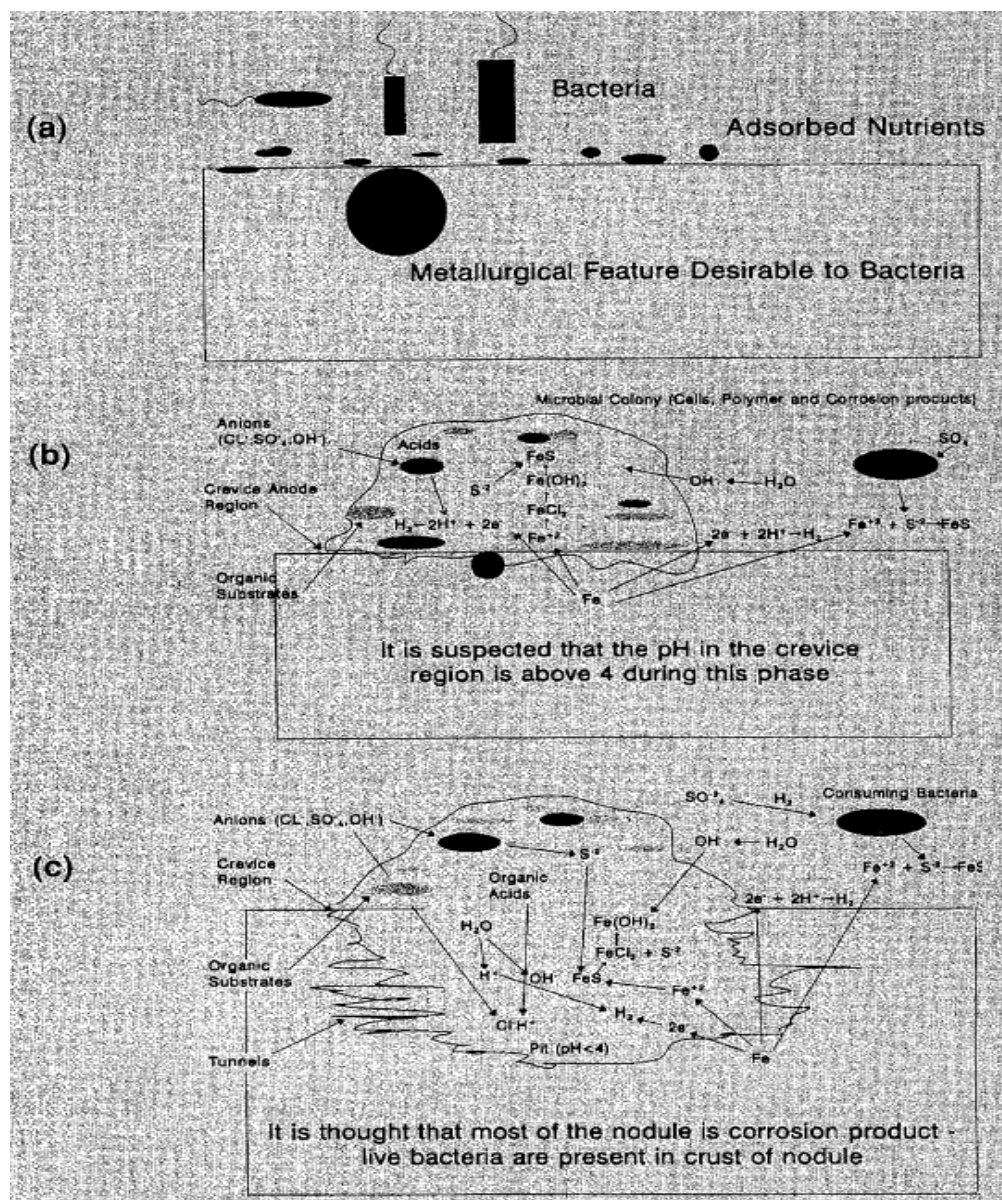 (a)
Bacteria
Adsorbed Nutrients
Metallurgical Feature Desirable to Bacteria
(b)
Microbial Colony (Cells, Polymer and Corrosion products)
Anions
(CL⁻,SO⁻₄,OH⁻)
Acids
SO₄
FeS
S⁻²
Fe(OH)₂
OH⁻ H₂O
Crevice Anode
Region
FeCl₂
H₂←2H⁺ + 2e⁻
Fe⁺²
2e⁻ + 2H⁺→H₂
Fe⁺² + S⁻²→FeS
Organic
Substrates
Fe
It is suspected that the pH in the crevice
region is above 4 during this phase
(c)
SO⁻²₄ H₂ Consuming Bacteria
Anions (CL⁻,SO⁻₄,OH⁻)
OH⁻ H₂O
S⁻²
Crevice
Region
Organic
Acids
Fe⁺² + S⁻²→FeS
2e⁻ + 2H⁺→H₂
Fe(OH)₂
H₂O
FeCl₂ + S⁻²
Organic
Substrates
H⁺ OH⁻ FeS
Fe⁺²
H₂
Cl⁻H⁺
2e⁻
Pit (pH<4)
Fe
Tunnels
It is thought that most of the nodule is corrosion product -
live bacteria are present in crust of nodule